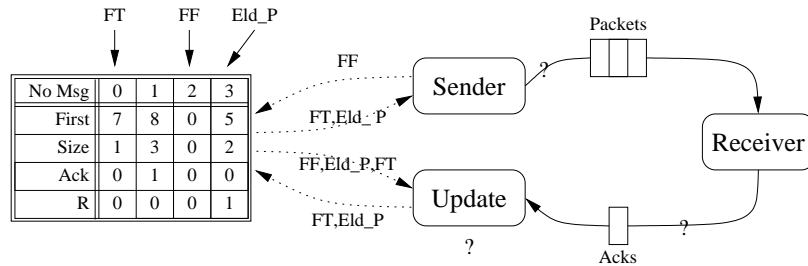 FT FF Eld_P
No Msg 0 1 2 3
First 7 8 0 5
Size 1 3 0 2
Ack 0 1 0 0
R 0 0 0 1
FF
FT,Eld_P
FF,Eld_P,FT
FT,Eld_P
Sender
?
Packets
Receiver
Update
?
?
Acks